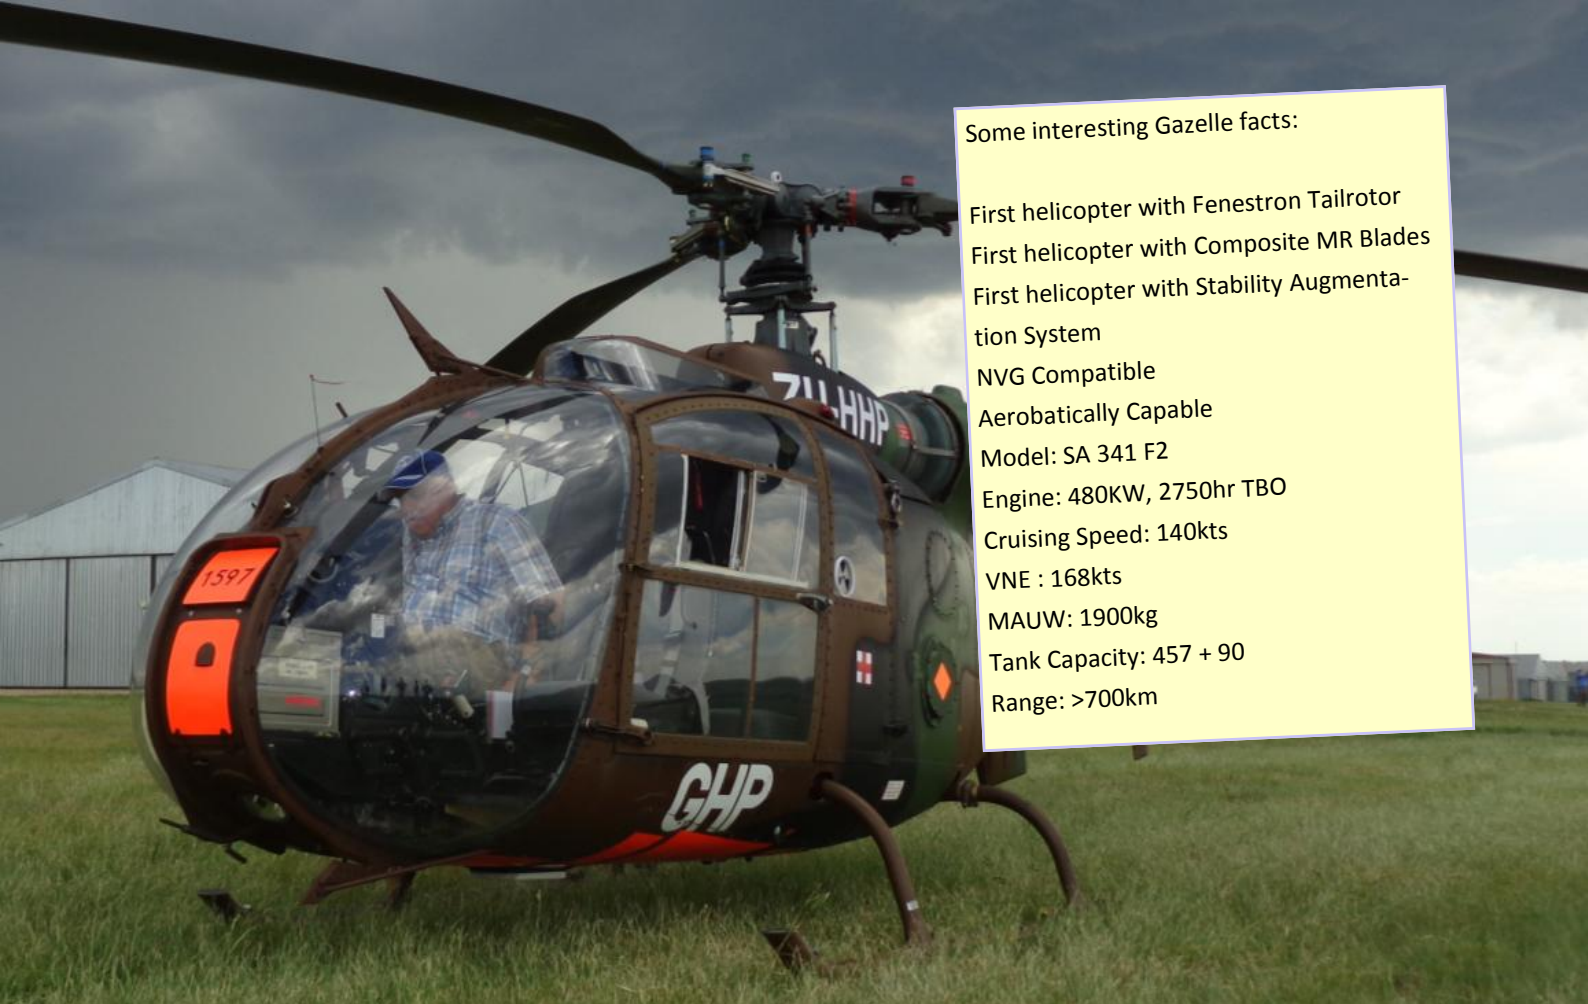 Some interesting Gazelle facts:
First helicopter with Fenestron Tailrotor
First helicopter with Composite MR Blades
First helicopter with Stability Augmenta-
tion System
NVG Compatible
Aerobatically Capable
Model: SA 341 F2
Engine: 480KW, 2750hr TBO
Cruising Speed: 140kts
VNE : 168kts
MAUW: 1900kg
Tank Capacity: 457 + 90
Range: >700km
ZU-HHP
1597
GHP